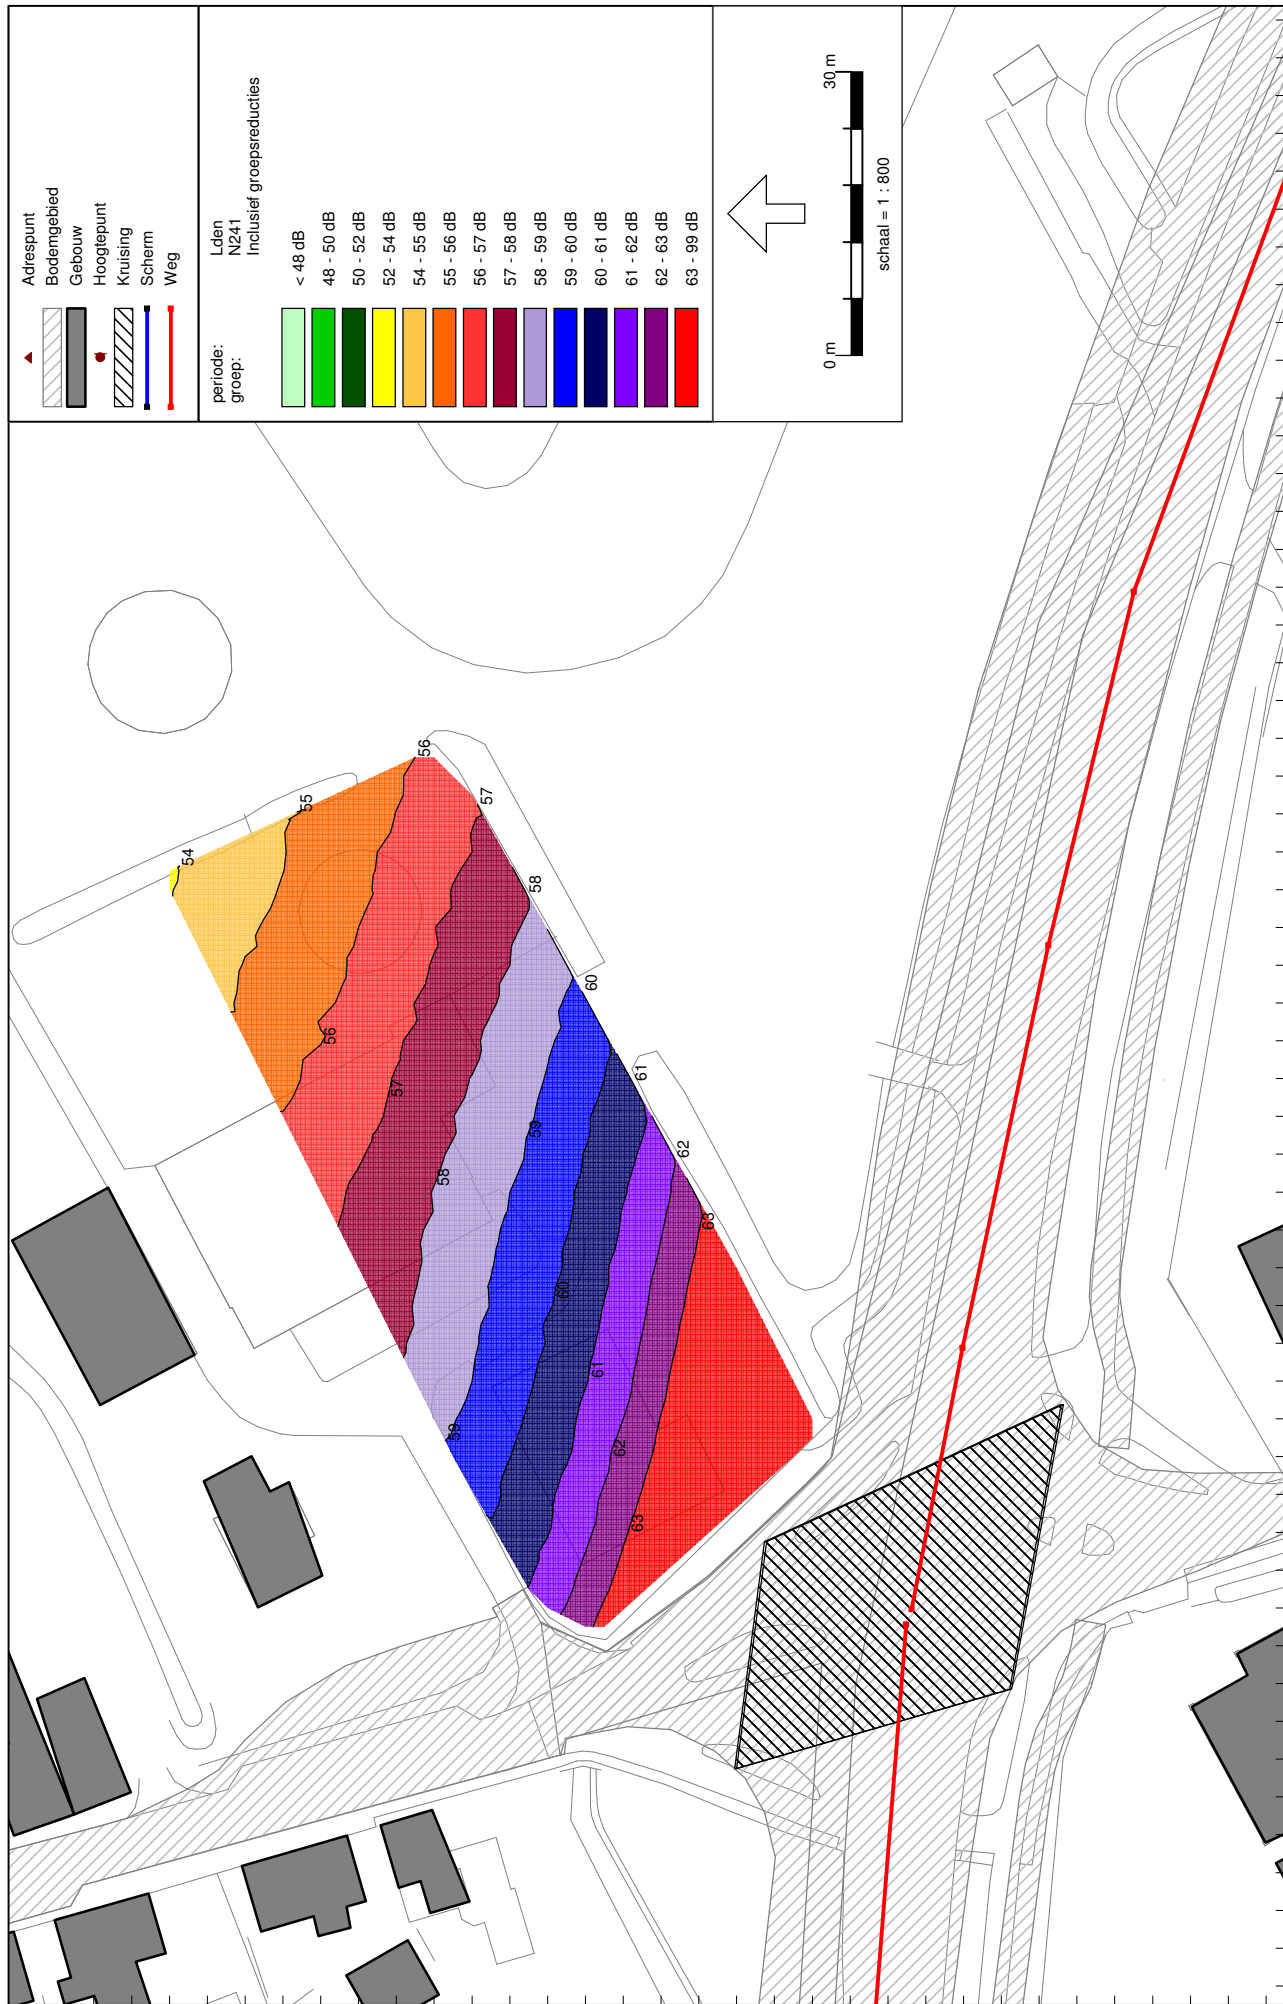 Adrespunt
Bodemgebied
Gebouw
Hoogtepunt
Kruising
Scherm
Weg
periode: Lden
groep: N241
Inclusief groepsreducties
< 48 dB
48 - 50 dB
50 - 52 dB
52 - 54 dB
54 - 55 dB
55 - 56 dB
56 - 57 dB
57 - 58 dB
58 - 59 dB
59 - 60 dB
60 - 61 dB
61 - 62 dB
62 - 63 dB
63 - 99 dB
0 m 30 m
schaal = 1 : 800
54
55
56
57
58
60
61
62
63
56
57
58
59
59
60
61
62
63